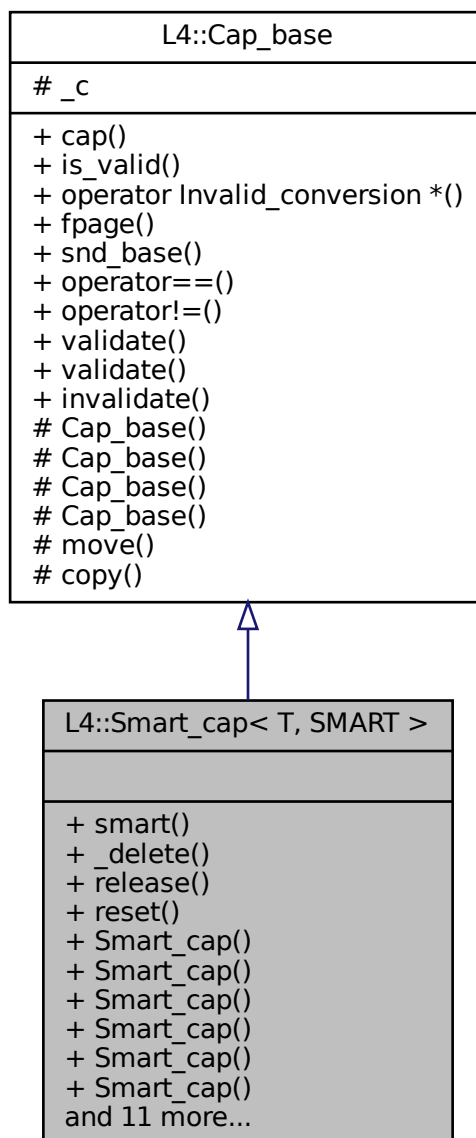 L4::Cap_base
# _c
+ cap()
+ is_valid()
+ operator Invalid_conversion *()
+ fpage()
+ snd_base()
+ operator==()
+ operator!=()
+ validate()
+ validate()
+ invalidate()
# Cap_base()
# Cap_base()
# Cap_base()
# Cap_base()
# move()
# copy()
L4::Smart_cap< T, SMART >
+ smart()
+ _delete()
+ release()
+ reset()
+ Smart_cap()
+ Smart_cap()
+ Smart_cap()
+ Smart_cap()
+ Smart_cap()
+ Smart_cap()
and 11 more...